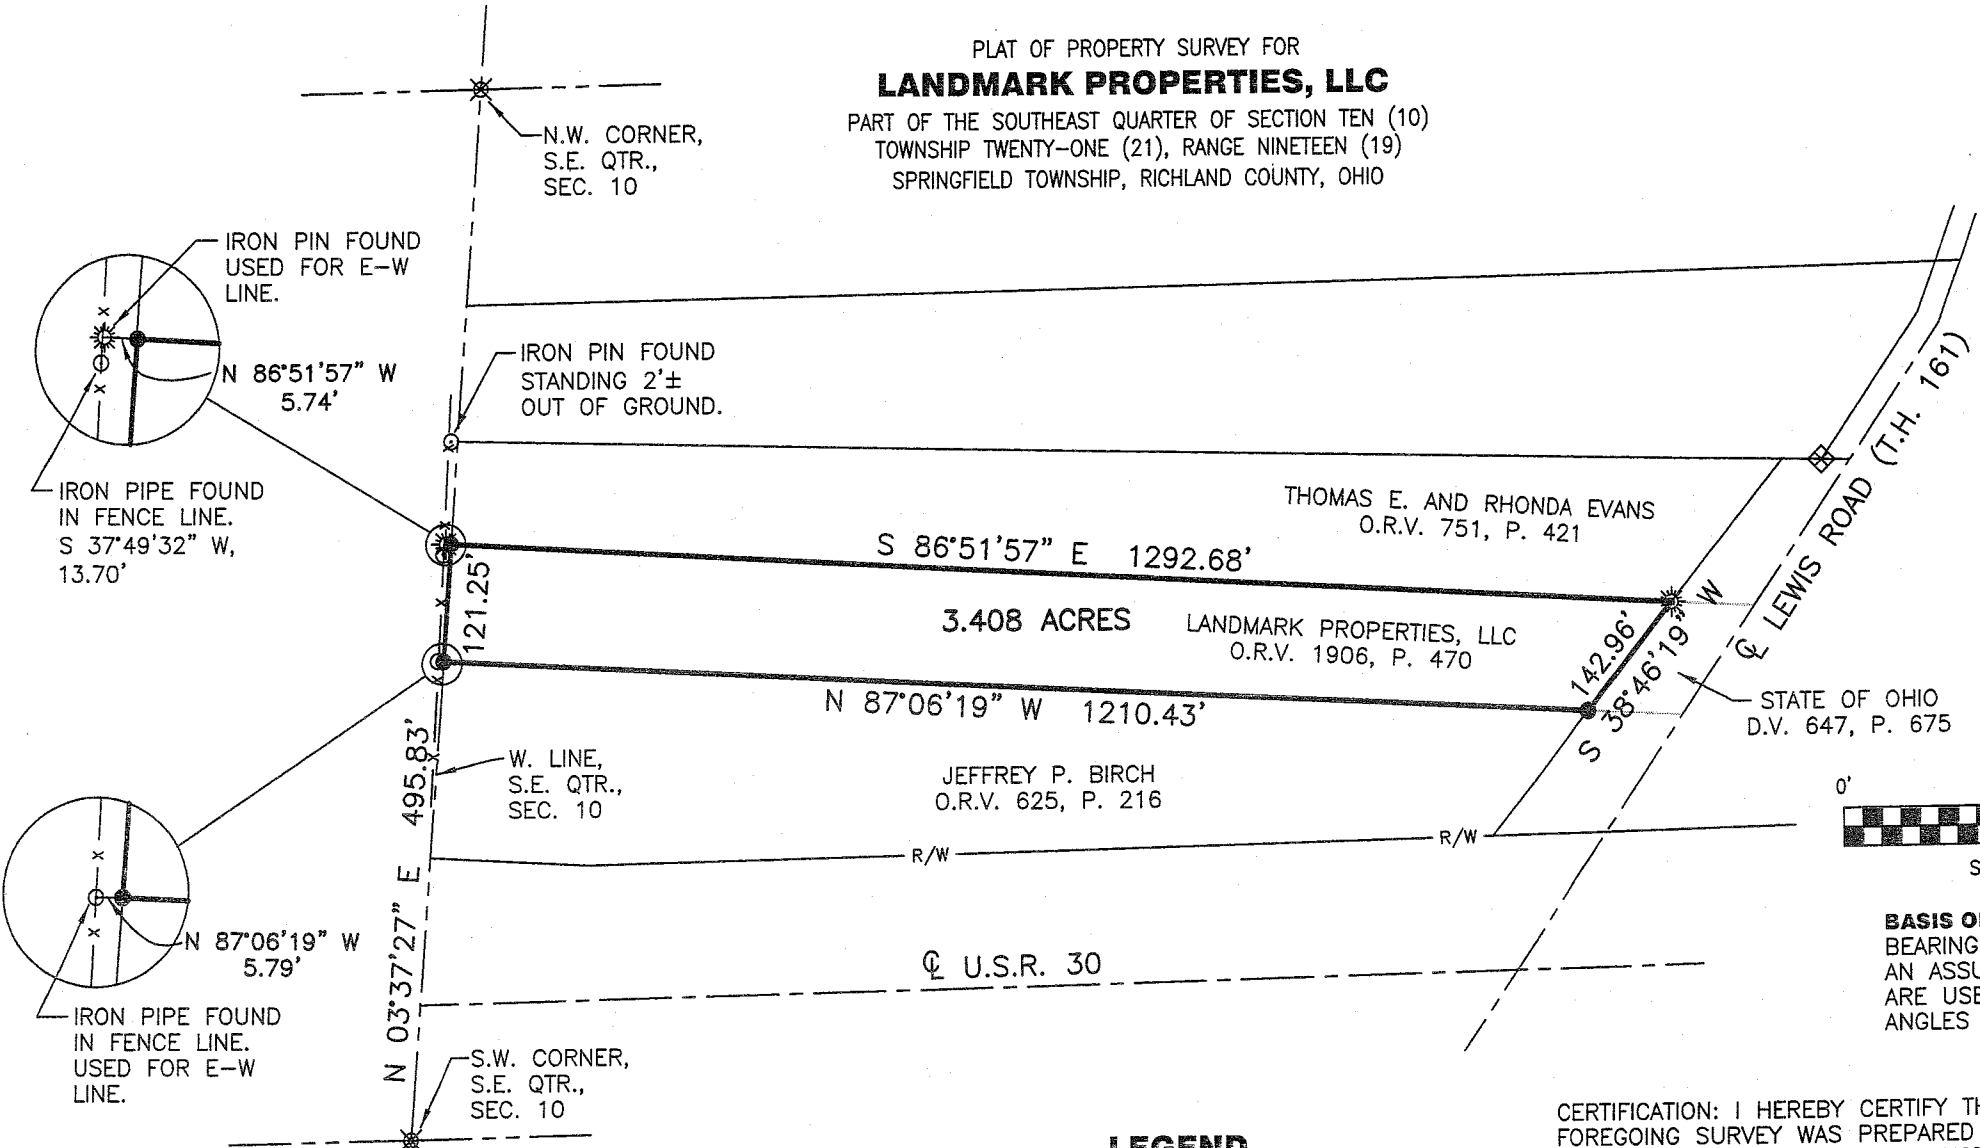 PLAT OF PROPERTY SURVEY FOR
LANDMARK PROPERTIES, LLC
PART OF THE SOUTHEAST QUARTER OF SECTION TEN (10)
TOWNSHIP TWENTY-ONE (21), RANGE NINETEEN (19)
SPRINGFIELD TOWNSHIP, RICHLAND COUNTY, OHIO
N.W. CORNER,
S.E. QTR.,
SEC. 10
IRON PIN FOUND
USED FOR E-W
LINE.
N 86°51'57" W
5.74'
IRON PIPE FOUND
IN FENCE LINE.
S 37°49'32" W,
13.70'
IRON PIN FOUND
STANDING 2'±
OUT OF GROUND.
THOMAS E. AND RHONDA EVANS
O.R.V. 751, P. 421
℄ LEWIS ROAD (T.H. 161)
S 86°51'57" E 1292.68'
121.25'
3.408 ACRES
LANDMARK PROPERTIES, LLC
O.R.V. 1906, P. 470
142.96'
S 38°46'19" W
N 87°06'19" W 1210.43'
STATE OF OHIO
D.V. 647, P. 675
W. LINE,
S.E. QTR.,
SEC. 10
JEFFREY P. BIRCH
O.R.V. 625, P. 216
R/W
R/W
N 03°37'27" E 495.83'
N 87°06'19" W
5.79'
IRON PIPE FOUND
IN FENCE LINE.
USED FOR E-W
LINE.
℄ U.S.R. 30
S.W. CORNER,
S.E. QTR.,
SEC. 10
0'
S
BASIS O
BEARING
AN ASSU
ARE USE
ANGLES
LEGEND
CERTIFICATION: I HEREBY CERTIFY TH
FOREGOING SURVEY WAS PREPARED